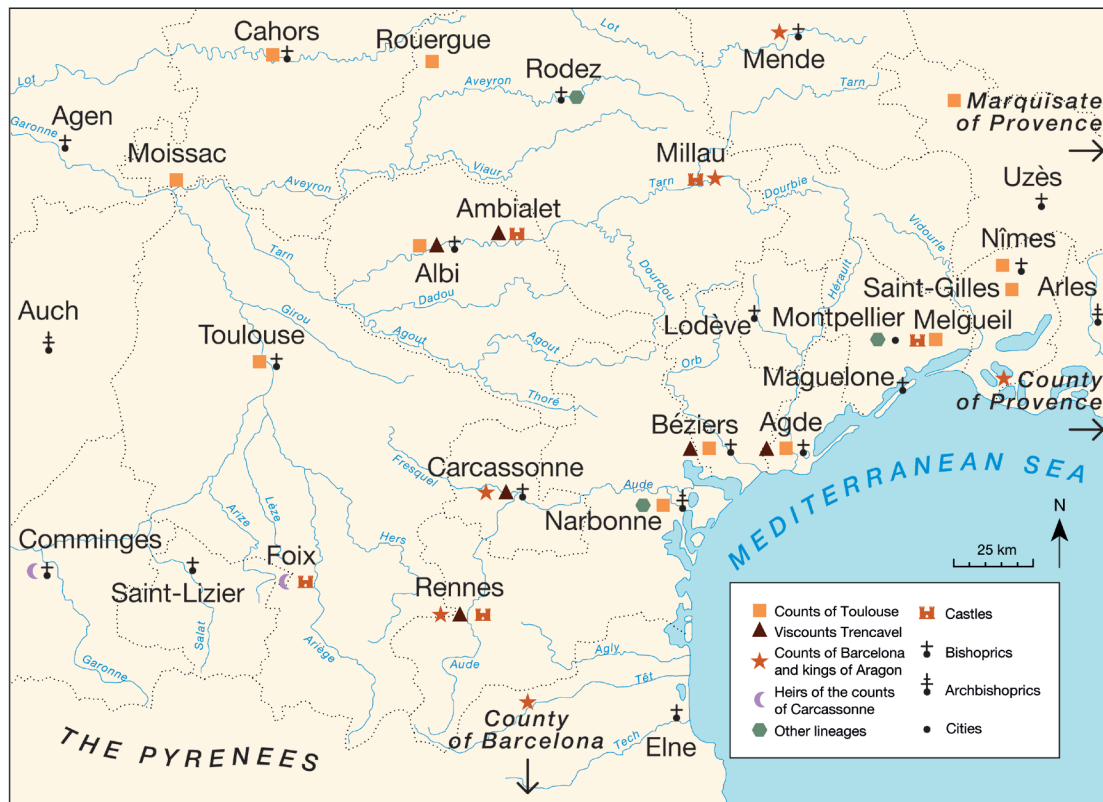 Cahors
Rouergue
Lot
Mende
Rodez
Aveyron
Tarn
Lot
Agen
Garonne
Marquisate
of Provence
Moissac
Millau
Viaur
Aveyron
Tarn
Dourbie
Uzès
Ambialet
Vidourle
Nîmes
Albi
Tarn
Dadou
Dourdou
Hérault
Saint-Gilles
Arles
Auch
Girou
Toulouse
Agout
Agout
Lodève
Montpellier
Melgueil
Orb
Maguelone
County
of Provence
Thoré
Béziers
Agde
Fresquel
Carcassonne
Aude
Narbonne
MEDITERRANEAN SEA
N
25 km
Comminges
Arize
Lèze
Foix
Hers
Saint-Lizier
Rennes
Salat
Ariège
Garonne
Aude
Agly
Têt
County
of Barcelona
Tech
Elne
THE PYRENEES
Counts of Toulouse
Viscounts Trencavel
Counts of Barcelona
and kings of Aragon
Heirs of the counts
of Carcassonne
Other lineages
Castles
Bishoprics
Archbishoprics
Cities